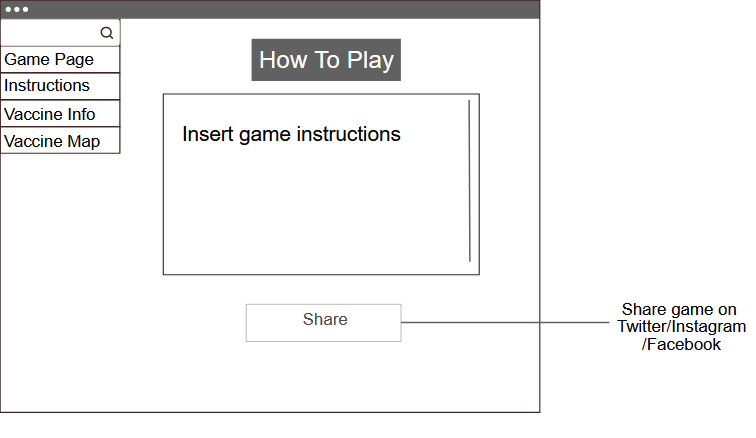 How To Play
Game Page
Instructions
Vaccine Info
Vaccine Map
Insert game instructions
Share
Share game on
Twitter/Instagram
/Facebook